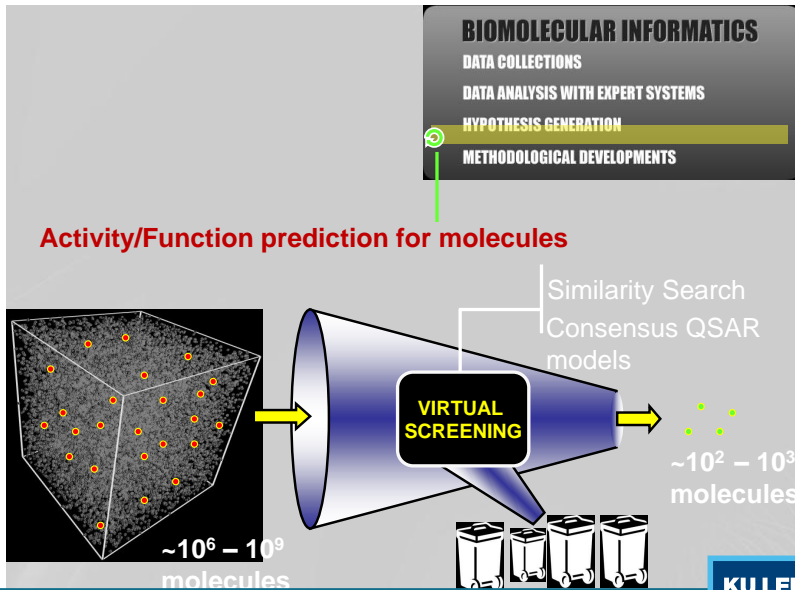 BIOMOLECULAR INFORMATICS
DATA COLLECTIONS
DATA ANALYSIS WITH EXPERT SYSTEMS
HYPOTHESIS GENERATION
METHODOLOGICAL DEVELOPMENTS
Activity/Function prediction for molecules
Similarity Search
Consensus QSAR
models
VIRTUAL
SCREENING
~10² – 10³
molecules
~10⁶ – 10⁹
molecules